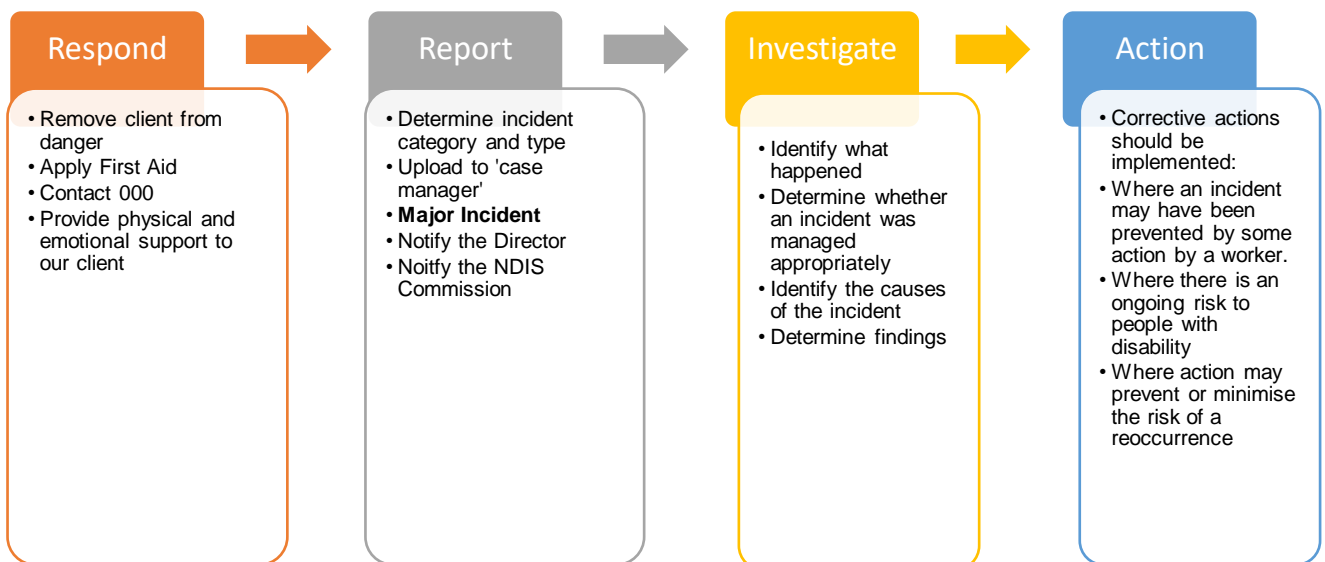 Respond
• Remove client from
danger
• Apply First Aid
• Contact 000
• Provide physical and
emotional support to
our client
Report
• Determine incident
category and type
• Upload to 'case
manager'
• Major Incident
• Notify the Director
• Noitfy the NDIS
Commission
Investigate
• Identify what
happened
• Determine whether
an incident was
managed
appropriately
• Identify the causes
of the incident
• Determine findings
Action
• Corrective actions
should be
implemented:
• Where an incident
may have been
prevented by some
action by a worker.
• Where there is an
ongoing risk to
people with
disability
• Where action may
prevent or minimise
the risk of a
reoccurrence